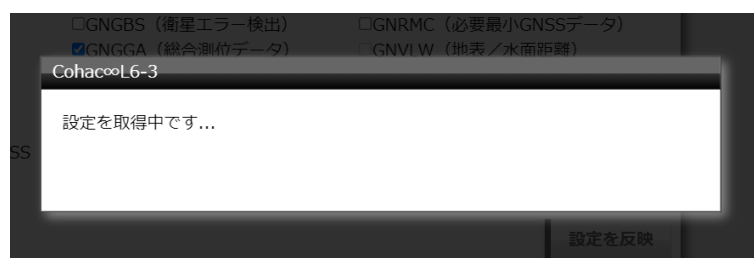 □GNGBS（衛星エラー検出） □GNRMC（必要最小GNSSデータ）
☑GNGGA（総合測位データ） □GNVLW（地表／水面距離）
Cohac∞L6-3
設定を取得中です...
SS
設定を反映